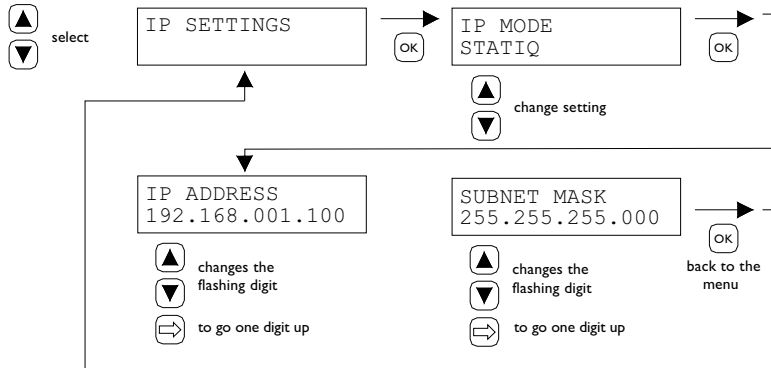 select
IP SETTINGS
OK
IP MODE
STATIQ
OK
change setting
IP ADDRESS
192.168.001.100
SUBNET MASK
255.255.255.000
OK
back to the
menu
changes the
flashing digit
to go one digit up
changes the
flashing digit
to go one digit up